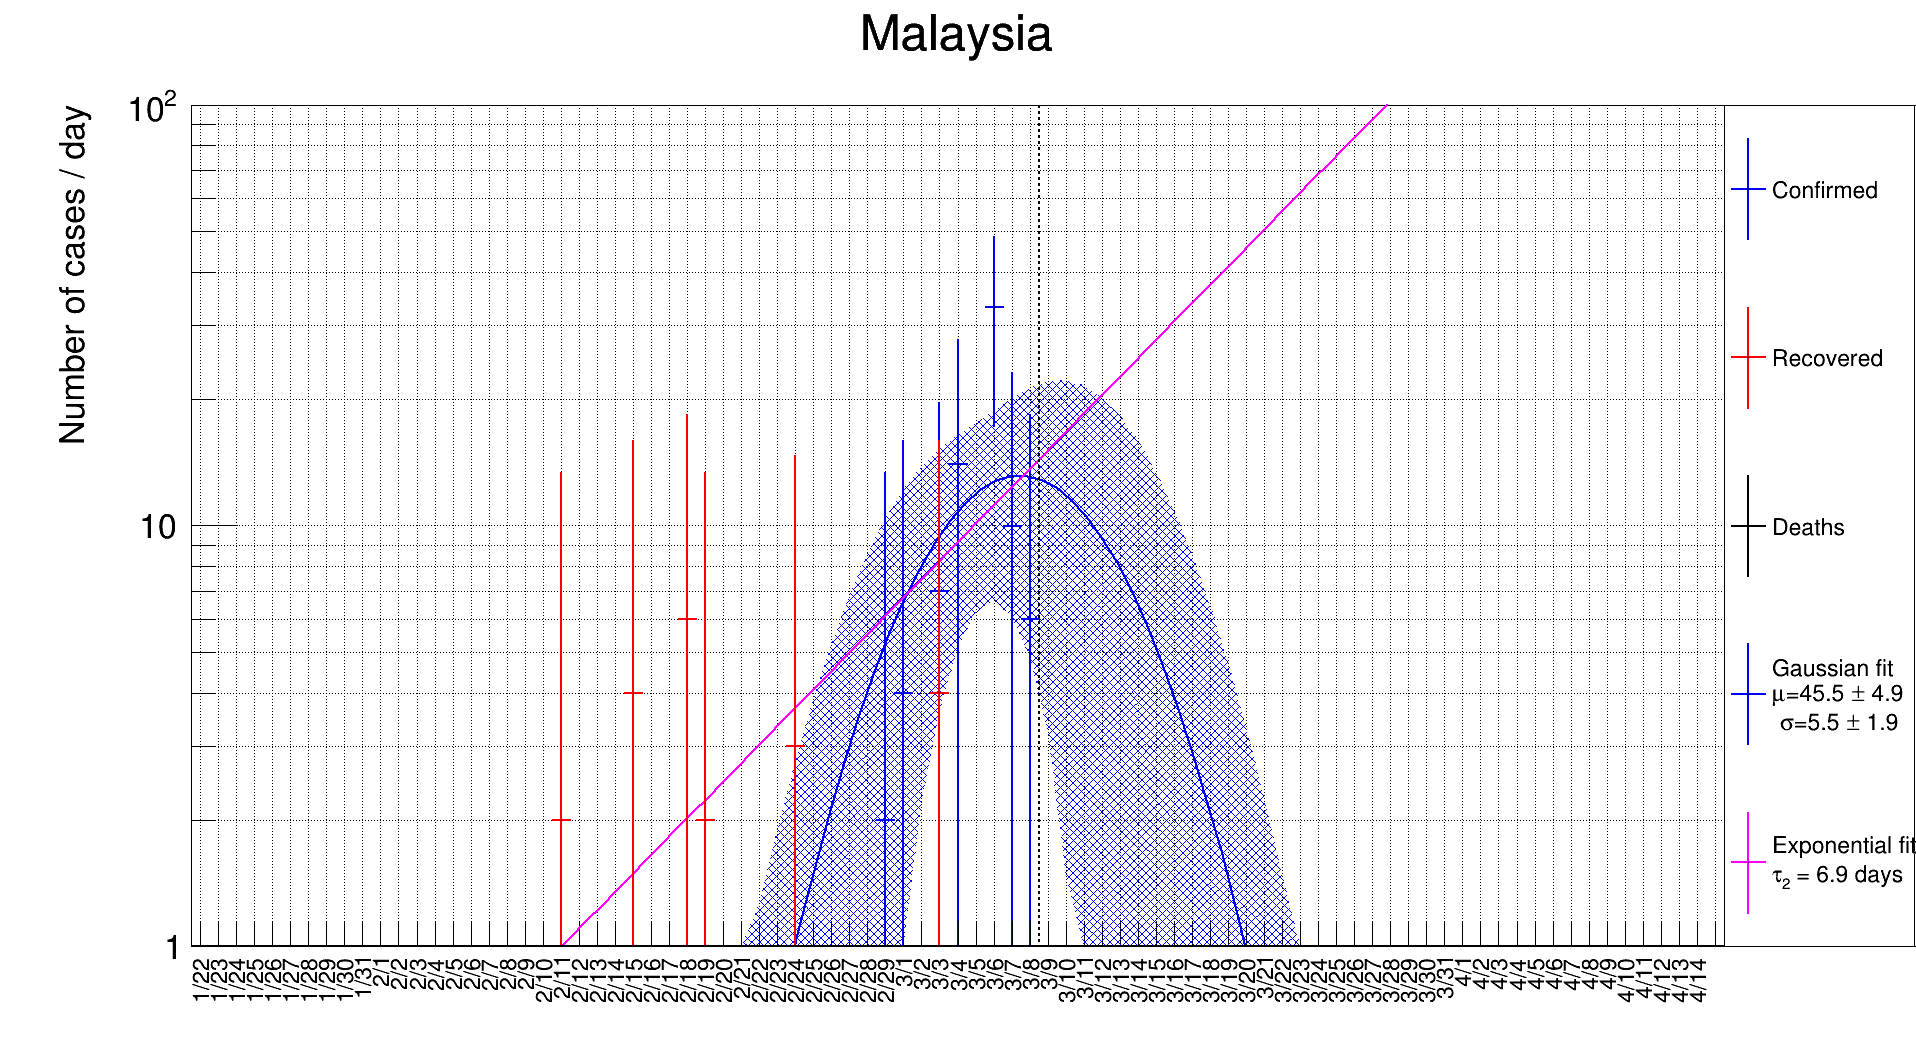 Malaysia
Number of cases / day
10²
10
1
1/22 1/23 1/24 1/25 1/26 1/27 1/28 1/29 1/30 1/31 2/1 2/2 2/3 2/4 2/5 2/6 2/7 2/8 2/9 2/10 2/11 2/12 2/13 2/14 2/15 2/16 2/17 2/18 2/19 2/20 2/21 2/22 2/23 2/24 2/25 2/26 2/27 2/28 2/29 3/1 3/2 3/3 3/4 3/5 3/6 3/7 3/8 3/9 3/10 3/11 3/12 3/13 3/14 3/15 3/16 3/17 3/18 3/19 3/20 3/21 3/22 3/23 3/24 3/25 3/26 3/27 3/28 3/29 3/30 3/31 4/1 4/2 4/3 4/4 4/5 4/6 4/7 4/8 4/9 4/10 4/11 4/12 4/13 4/14
Confirmed
Recovered
Deaths
Gaussian fit
μ=45.5 ± 4.9
σ=5.5 ± 1.9
Exponential fit
τ₂ = 6.9 days